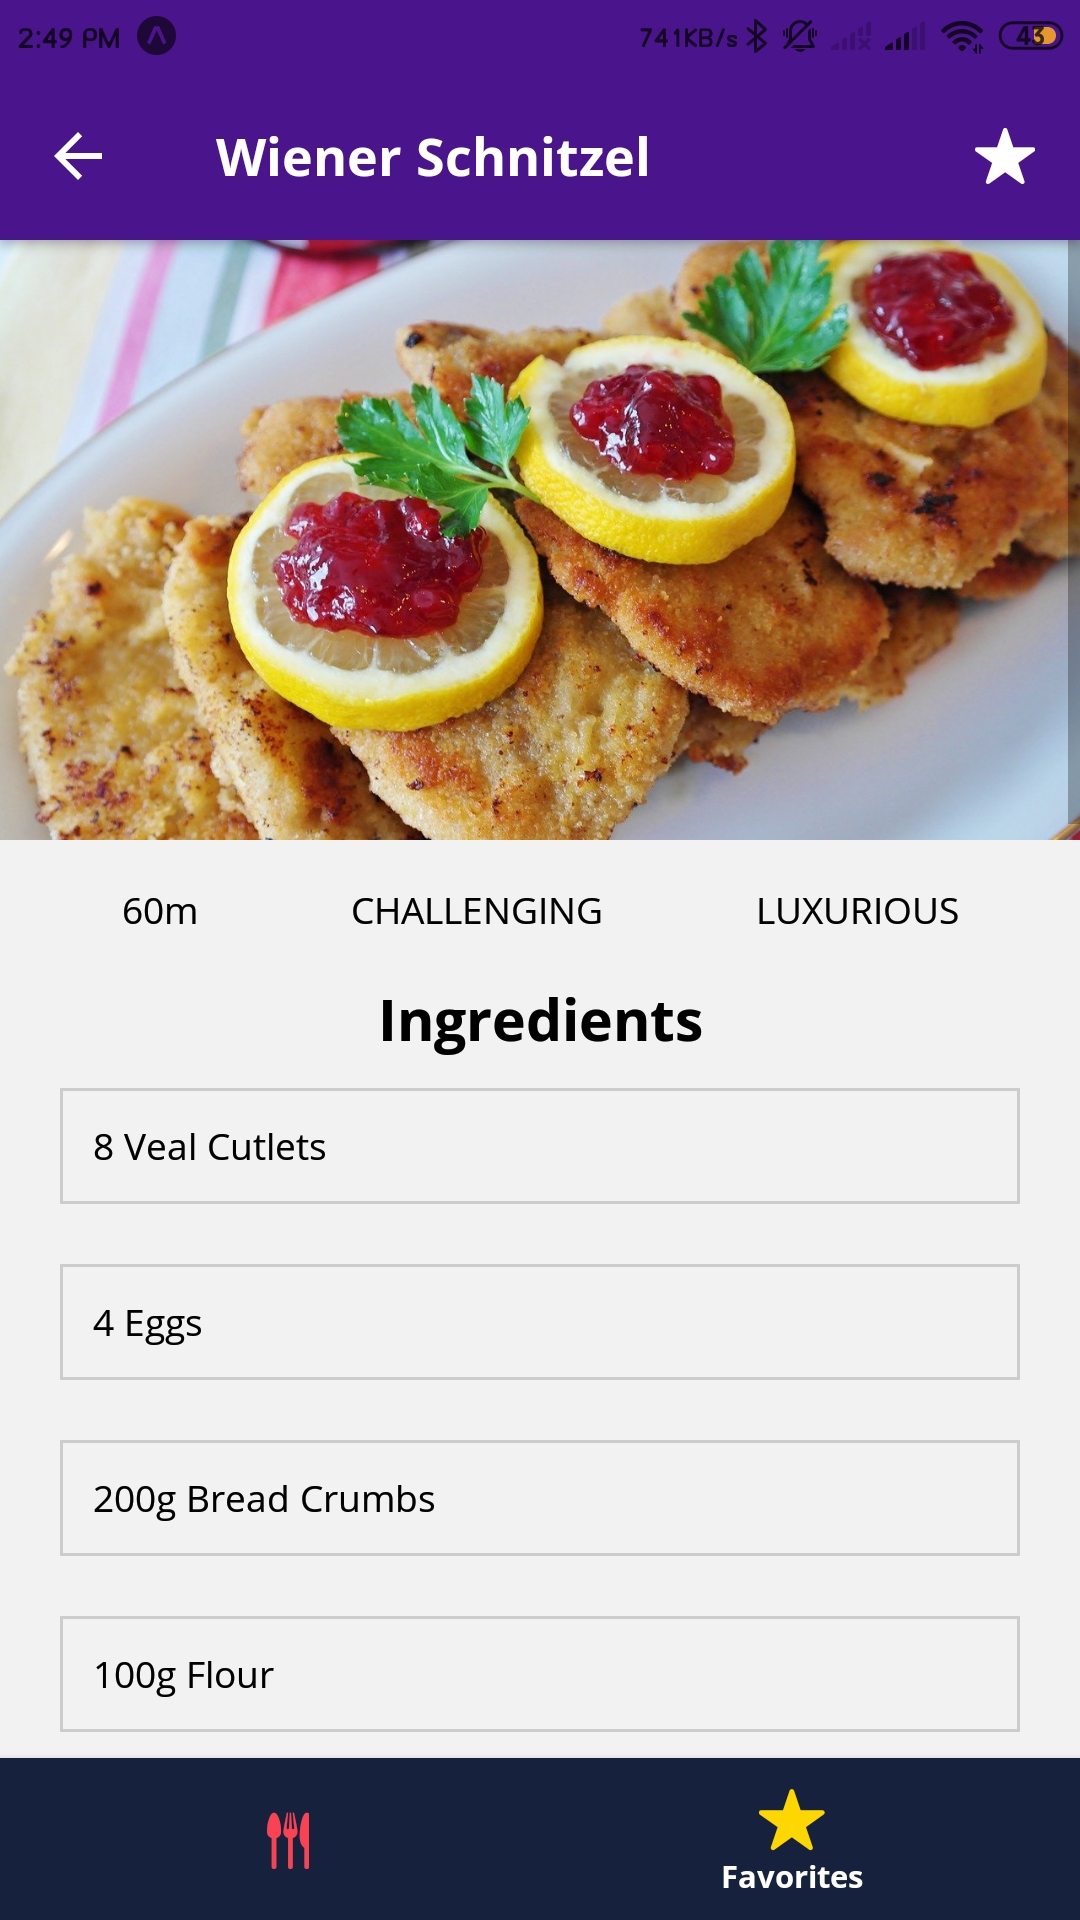 2:49 PM 741KB/s 43
Wiener Schnitzel
60m CHALLENGING LUXURIOUS
Ingredients
8 Veal Cutlets
4 Eggs
200g Bread Crumbs
100g Flour
Favorites